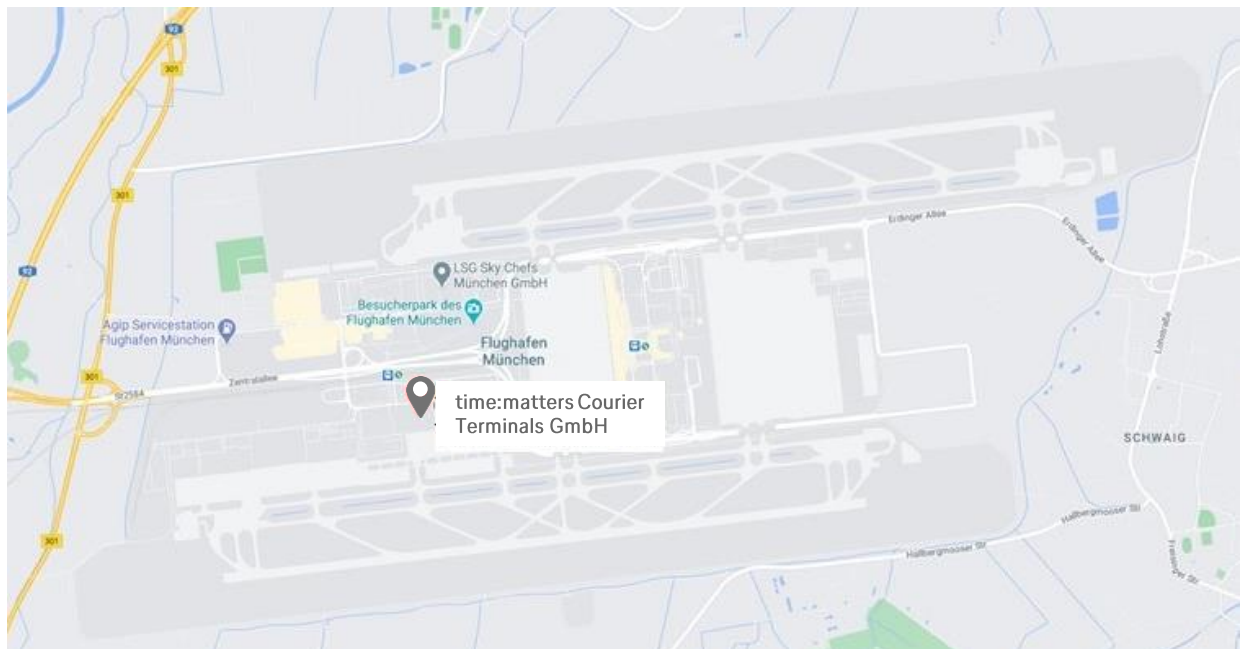 92
301
301
92
Erdinger Allee
Erdinger Allee
LSG Sky Chefs
München GmbH
Besucherpark des
Flughafen München
Agip Servicestation
Flughafen München
Flughafen
München
Lohstraße
301
Zentralallee
St2584
time:matters Courier
Terminals GmbH
SCHWAIG
Hallbergmooser Str
Hallbergmooser Str
Freisinger Str
301